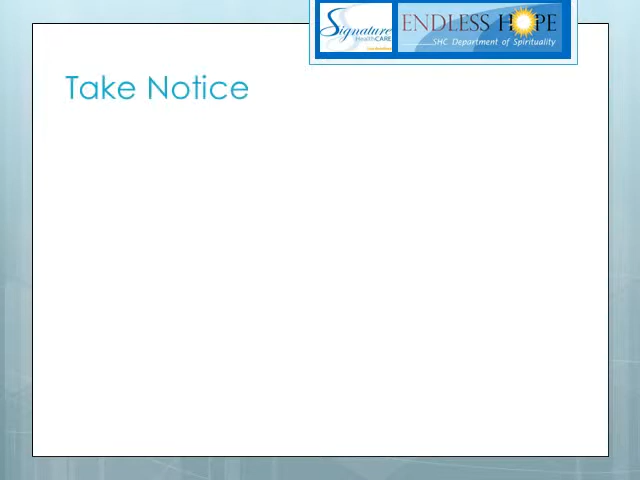 Signature
HealthCARE
ENDLESS HOPE
SHC Department of Spirituality
Take Notice